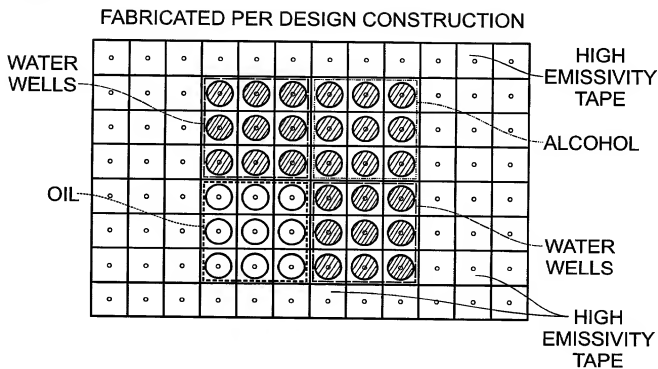 FABRICATED PER DESIGN CONSTRUCTION
WATER
WELLS
HIGH
EMISSIVITY
TAPE
ALCOHOL
OIL
WATER
WELLS
HIGH
EMISSIVITY
TAPE